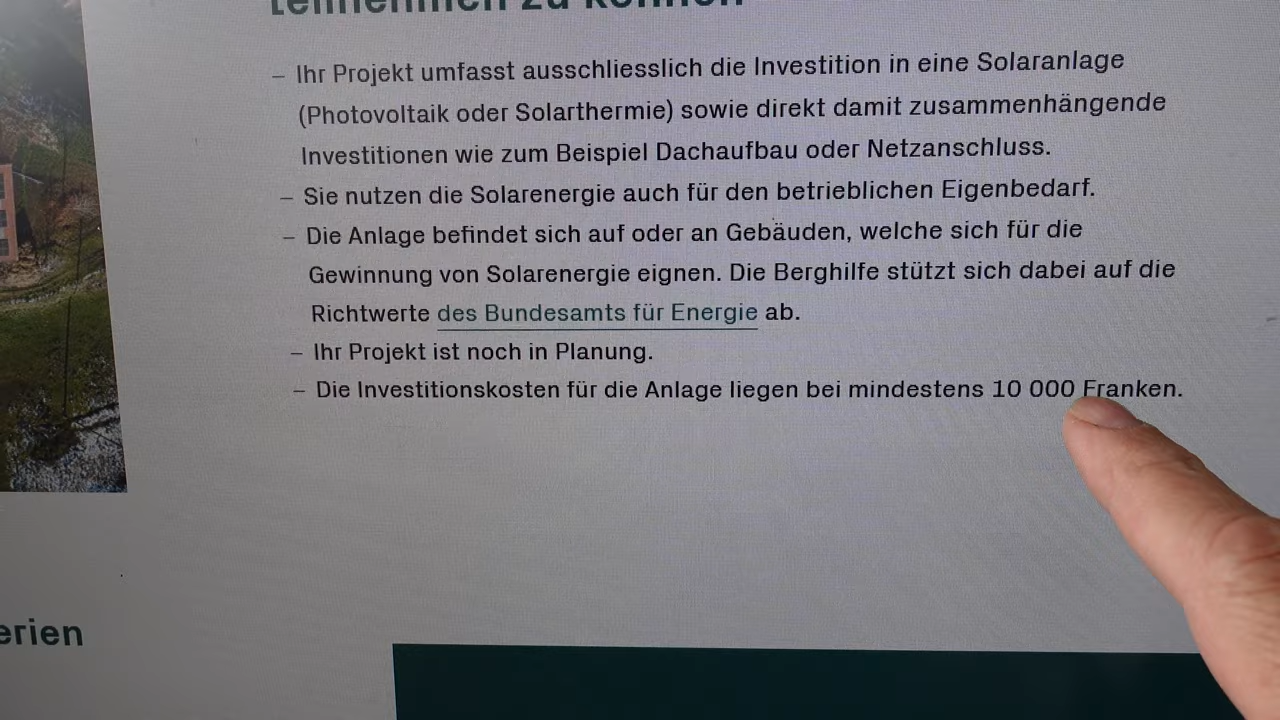 teilnehmen zu können
– Ihr Projekt umfasst ausschliesslich die Investition in eine Solaranlage
(Photovoltaik oder Solarthermie) sowie direkt damit zusammenhängende
Investitionen wie zum Beispiel Dachaufbau oder Netzanschluss.
– Sie nutzen die Solarenergie auch für den betrieblichen Eigenbedarf.
– Die Anlage befindet sich auf oder an Gebäuden, welche sich für die
Gewinnung von Solarenergie eignen. Die Berghilfe stützt sich dabei auf die
Richtwerte des Bundesamts für Energie ab.
– Ihr Projekt ist noch in Planung.
– Die Investitionskosten für die Anlage liegen bei mindestens 10 000 Franken.
erien